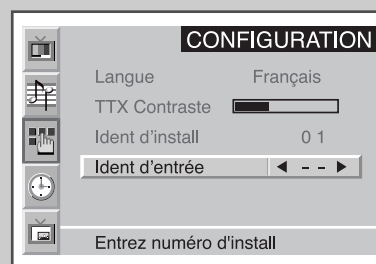 CONFIGURATION
Langue Français
TTX Contraste
Ident d'install 0 1
Ident d'entrée ◄ - - ►
Entrez numéro d'install